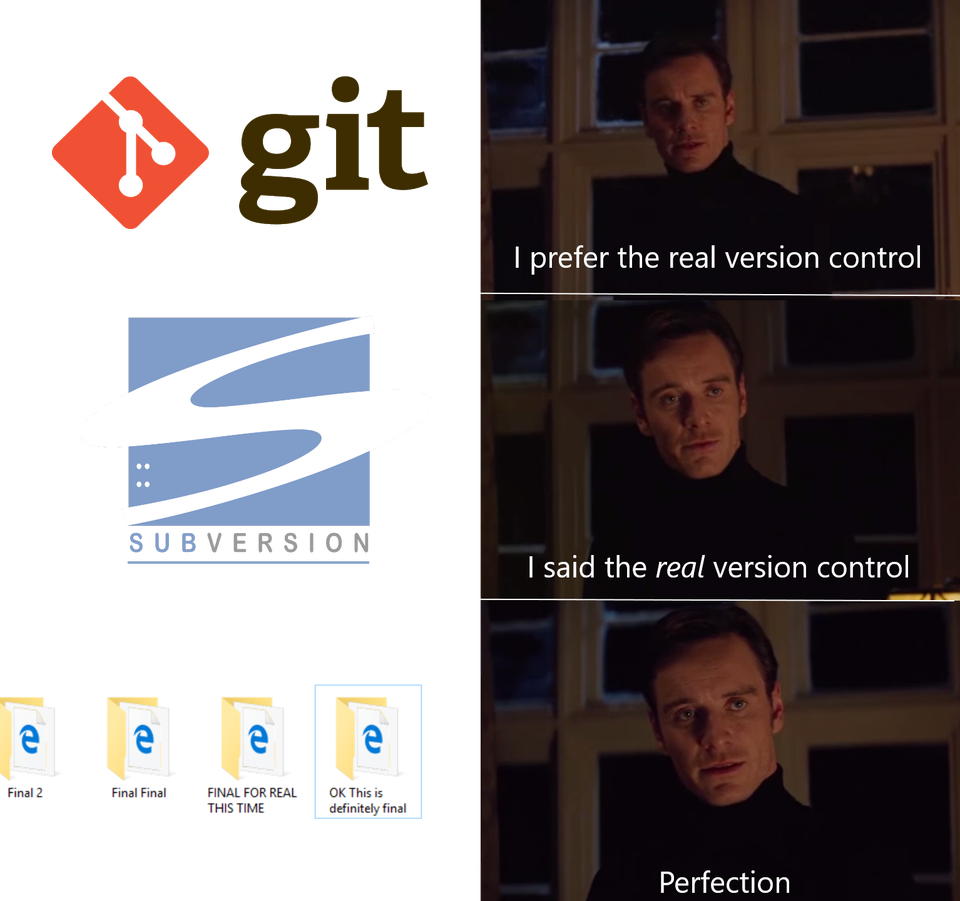 git
I prefer the real version control
SUBVERSION
I said the real version control
Final 2
Final Final
FINAL FOR REAL
THIS TIME
OK This is
definitely final
Perfection